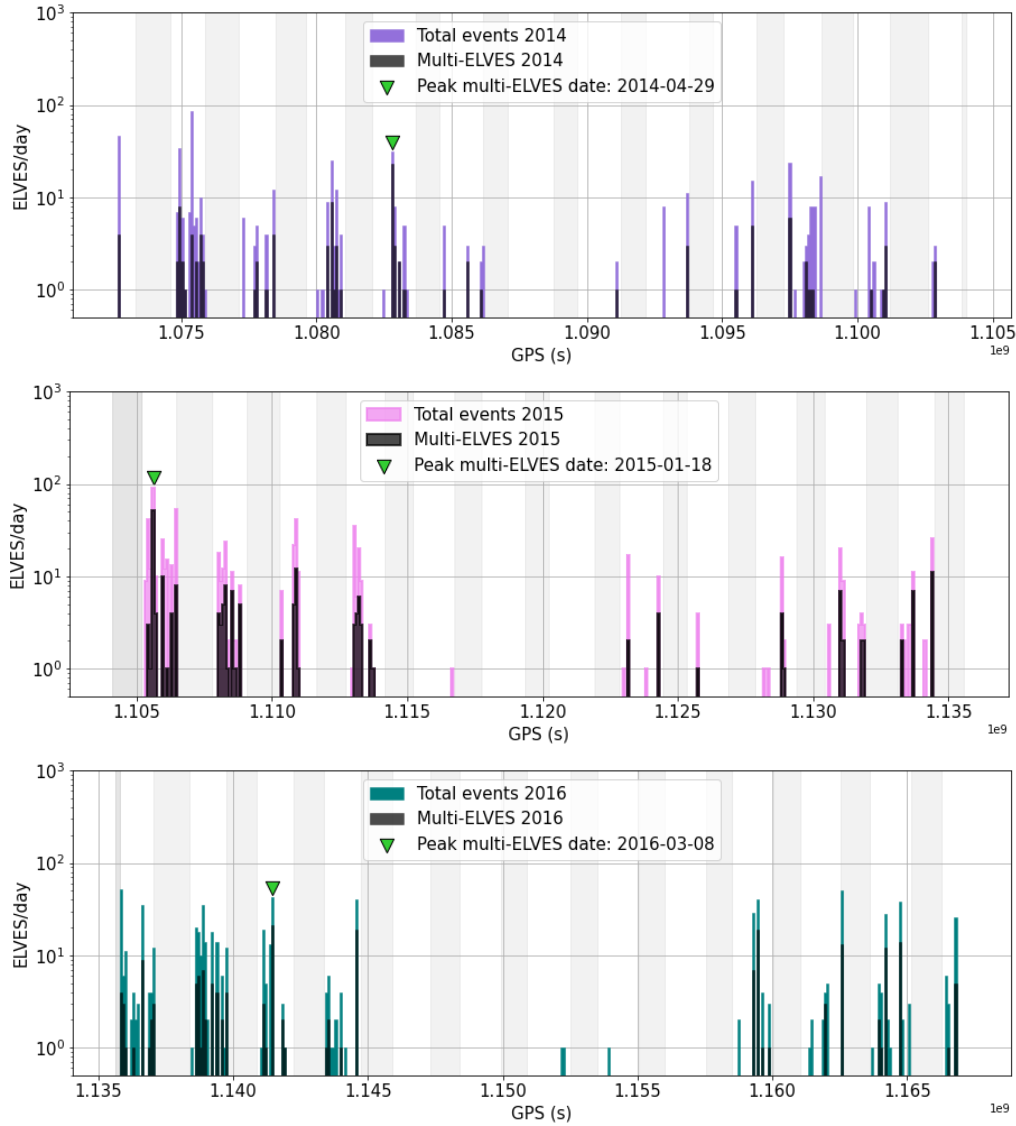 10³
10²
10¹
10⁰
ELVES/day
Total events 2014
Multi-ELVES 2014
Peak multi-ELVES date: 2014-04-29
1.075 1.080 1.085 1.090 1.095 1.100 1.105
GPS (s)
1e9
10³
10²
10¹
10⁰
ELVES/day
Total events 2015
Multi-ELVES 2015
Peak multi-ELVES date: 2015-01-18
1.105 1.110 1.115 1.120 1.125 1.130 1.135
GPS (s)
1e9
10³
10²
10¹
10⁰
ELVES/day
Total events 2016
Multi-ELVES 2016
Peak multi-ELVES date: 2016-03-08
1.135 1.140 1.145 1.150 1.155 1.160 1.165
GPS (s)
1e9